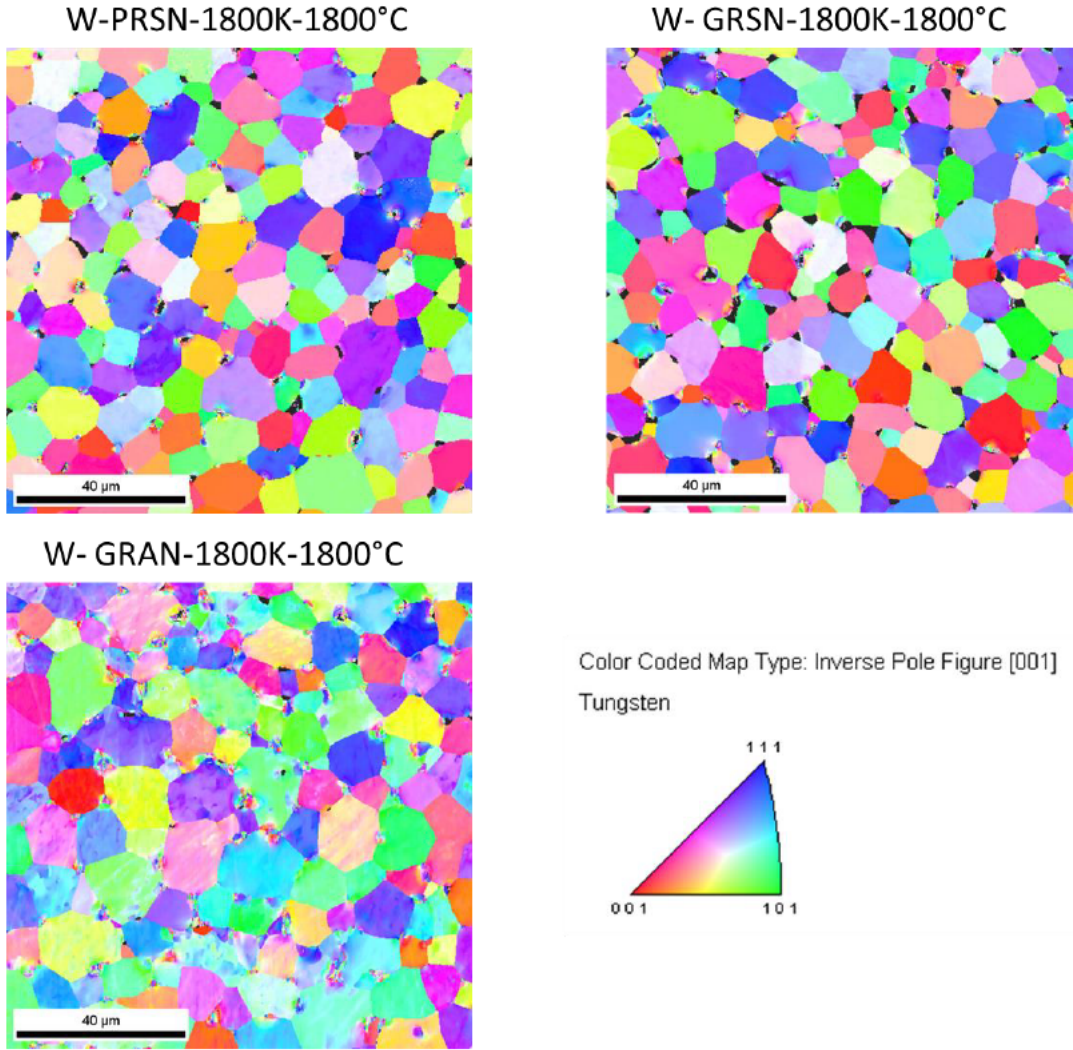 W-PRSN-1800K-1800°C
W- GRSN-1800K-1800°C
40 µm
40 µm
W- GRAN-1800K-1800°C
40 µm
Color Coded Map Type: Inverse Pole Figure [001]
Tungsten
1 1 1
0 0 1
1 0 1